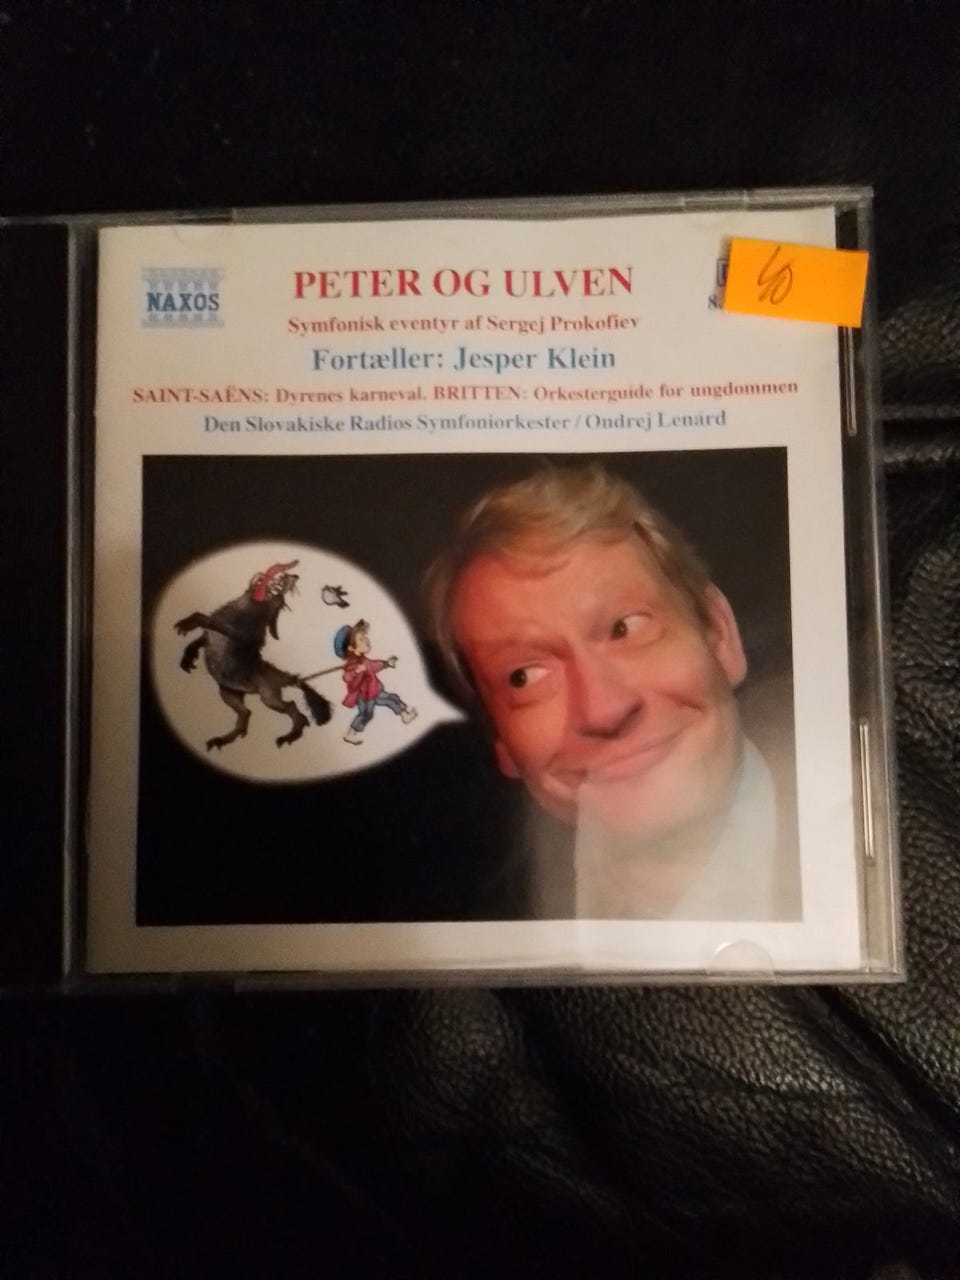 NAXOS
PETER OG ULVEN
Symfonisk eventyr af Sergej Prokofiev
Fortæller: Jesper Klein
SAINT-SAËNS: Dyrenes karneval. BRITTEN: Orkesterguide for ungdommen
Den Slovakiske Radios Symfoniorkester / Ondrej Lenárd
40